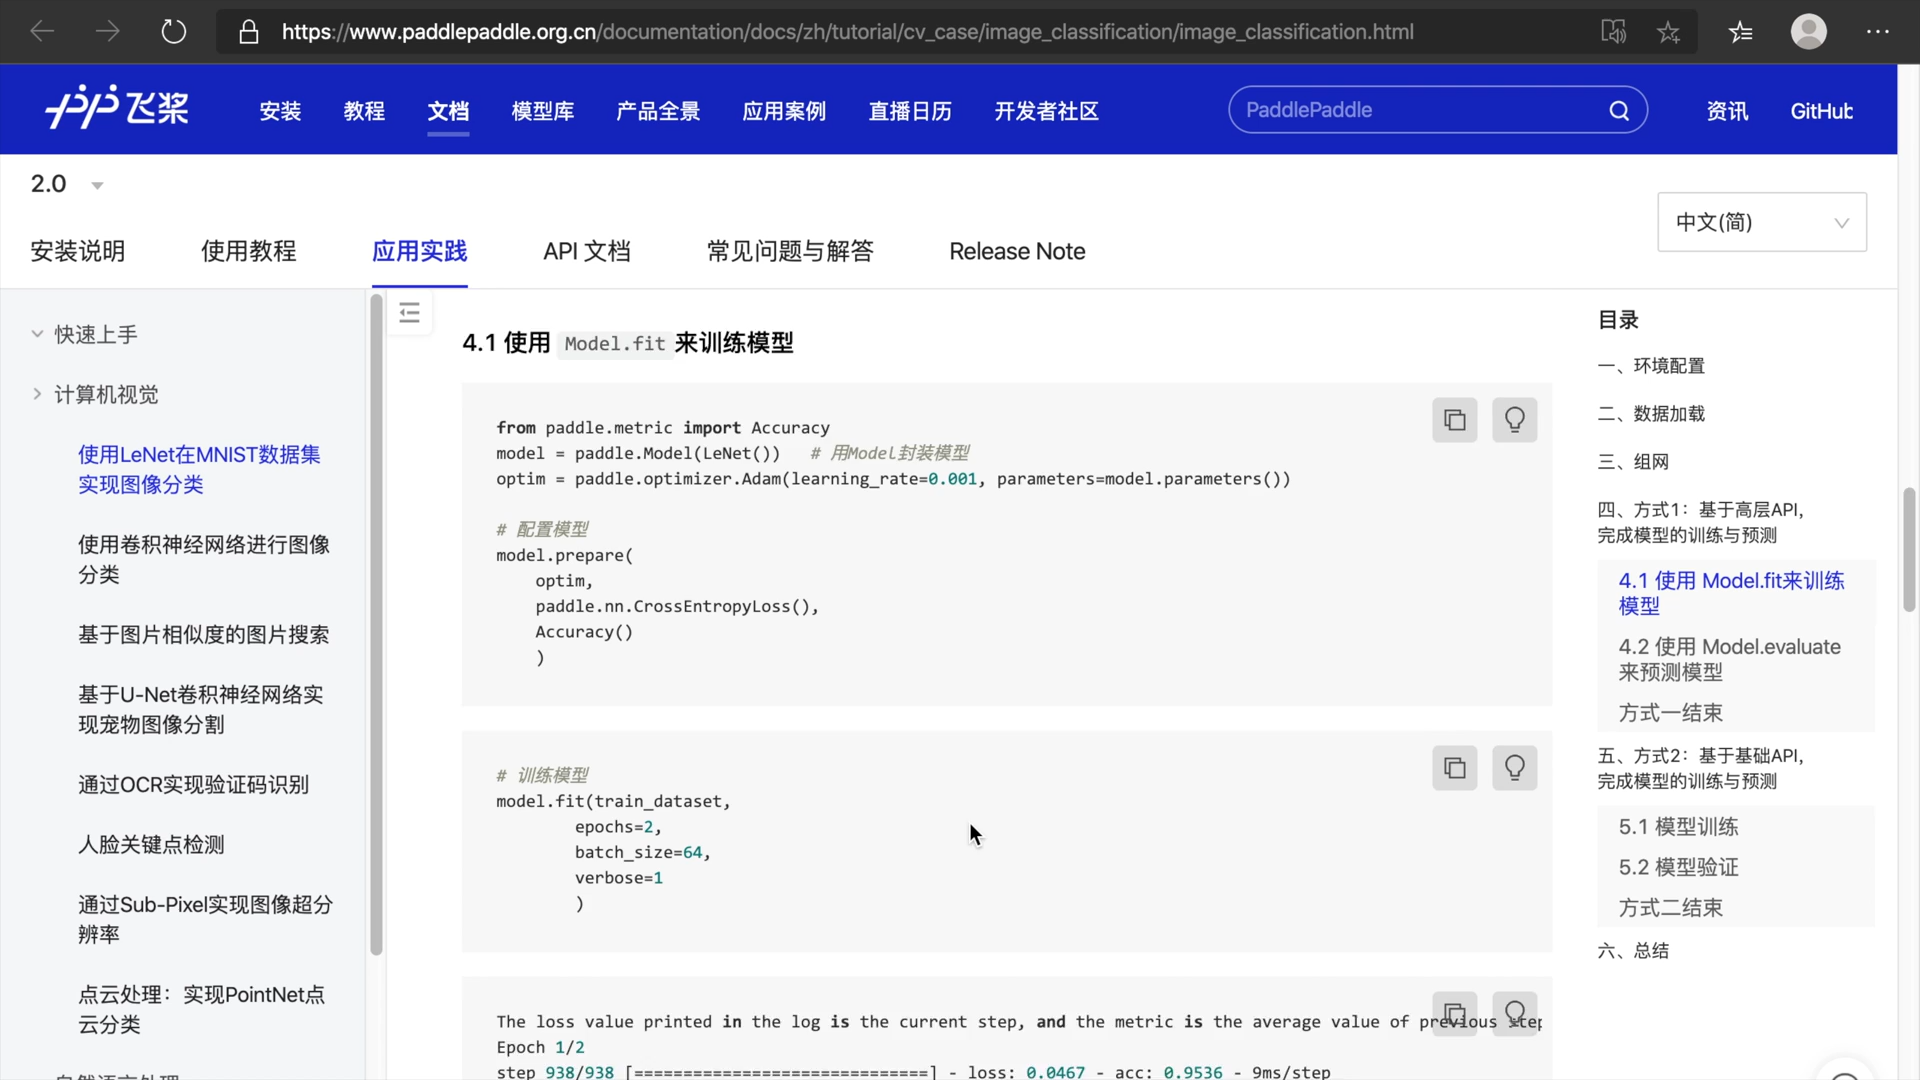 https://www.paddlepaddle.org.cn/documentation/docs/zh/tutorial/cv_case/image_classification/image_classification.html
飞桨
安装
教程
文档
模型库
产品全景
应用案例
直播日历
开发者社区
PaddlePaddle
资讯
GitHub
2.0
中文(简)
安装说明
使用教程
应用实践
API 文档
常见问题与解答
Release Note
快速上手
计算机视觉
使用LeNet在MNIST数据集
实现图像分类
使用卷积神经网络进行图像
分类
基于图片相似度的图片搜索
基于U-Net卷积神经网络实
现宠物图像分割
通过OCR实现验证码识别
人脸关键点检测
通过Sub-Pixel实现图像超分
辨率
点云处理：实现PointNet点
云分类
4.1 使用 Model.fit 来训练模型
from paddle.metric import Accuracy
model = paddle.Model(LeNet())   # 用Model封装模型
optim = paddle.optimizer.Adam(learning_rate=0.001, parameters=model.parameters())
# 配置模型
model.prepare(
    optim,
    paddle.nn.CrossEntropyLoss(),
    Accuracy()
    )
# 训练模型
model.fit(train_dataset,
        epochs=2,
        batch_size=64,
        verbose=1
        )
The loss value printed in the log is the current step, and the metric is the average value of previous step
Epoch 1/2
step 938/938 [==============================] - loss: 0.0467 - acc: 0.9536 - 9ms/step
目录
一、环境配置
二、数据加载
三、组网
四、方式1：基于高层API,
完成模型的训练与预测
4.1 使用 Model.fit来训练
模型
4.2 使用 Model.evaluate
来预测模型
方式一结束
五、方式2：基于基础API,
完成模型的训练与预测
5.1 模型训练
5.2 模型验证
方式二结束
六、总结